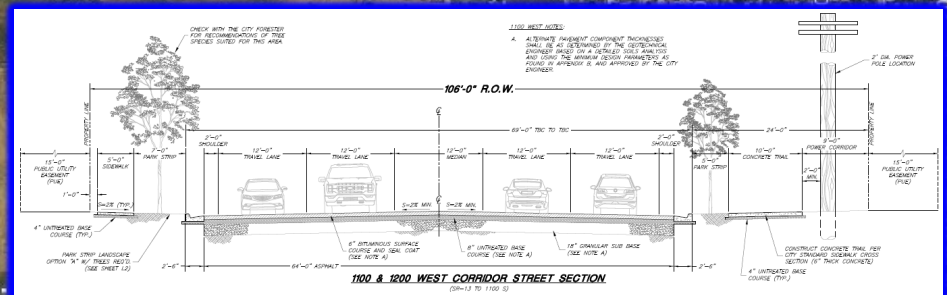 CHECK WITH THE CITY FORESTER
FOR RECOMMENDATIONS OF TREE
SPECIES SUITED FOR THIS AREA.
1100 WEST NOTES:
A. ALTERNATE PAVEMENT COMPONENT THICKNESSES
SHALL BE AS DETERMINED BY THE GEOTECHNICAL
ENGINEER BASED ON A DETAILED SOILS ANALYSIS
AND USING THE MINIMUM DESIGN PARAMETERS AS
FOUND IN APPENDIX B, AND APPROVED BY THE CITY
ENGINEER.
2' DIA. POWER
POLE LOCATION
106'-0" R.O.W.
PROPERTY LINE
PROPERTY LINE
69'-0" TBC TO TBC
24'-0"
15'-0"
PUBLIC UTILITY
EASEMENT
(PUE)
5'-0"
SIDEWALK
7'-0"
PARK STRIP
2'-0"
SHOULDER
12'-0"
TRAVEL LANE
12'-0"
TRAVEL LANE
12'-0"
MEDIAN
12'-0"
TRAVEL LANE
12'-0"
TRAVEL LANE
2'-0"
SHOULDER
5'-0"
PARK STRIP
10'-0"
CONCRETE TRAIL
9'-0"
POWER CORRIDOR
2'-0"
MIN.
15'-0"
PUBLIC UTILITY
EASEMENT
(PUE)
1'-0"
S=2% (TYP.)
S=2% MIN.
S=2% MIN.
4" UNTREATED BASE
COURSE (TYP.)
PARK STRIP LANDSCAPE
OPTION "A" W/ TREES REQ'D.
(SEE SHEET L2)
6" BITUMINOUS SURFACE
COURSE AND SEAL COAT
(SEE NOTE A)
8" UNTREATED BASE
COURSE (SEE NOTE A)
18" GRANULAR SUB BASE
(SEE NOTE A)
CONSTRUCT CONCRETE TRAIL PER
CITY STANDARD SIDEWALK CROSS
SECTION (6" THICK CONCRETE)
4" UNTREATED BASE
COURSE (TYP.)
2'-6"
64'-0" ASPHALT
2'-6"
1100 & 1200 WEST CORRIDOR STREET SECTION
(SR-13 TO 1100 S)